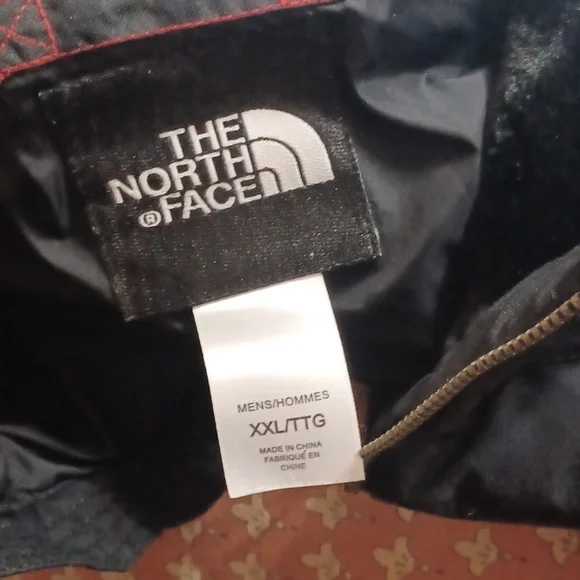 THE
NORTH
® FACE
MENS/HOMMES
XXL/TTG
MADE IN CHINA
FABRIQUÉ EN
CHINE